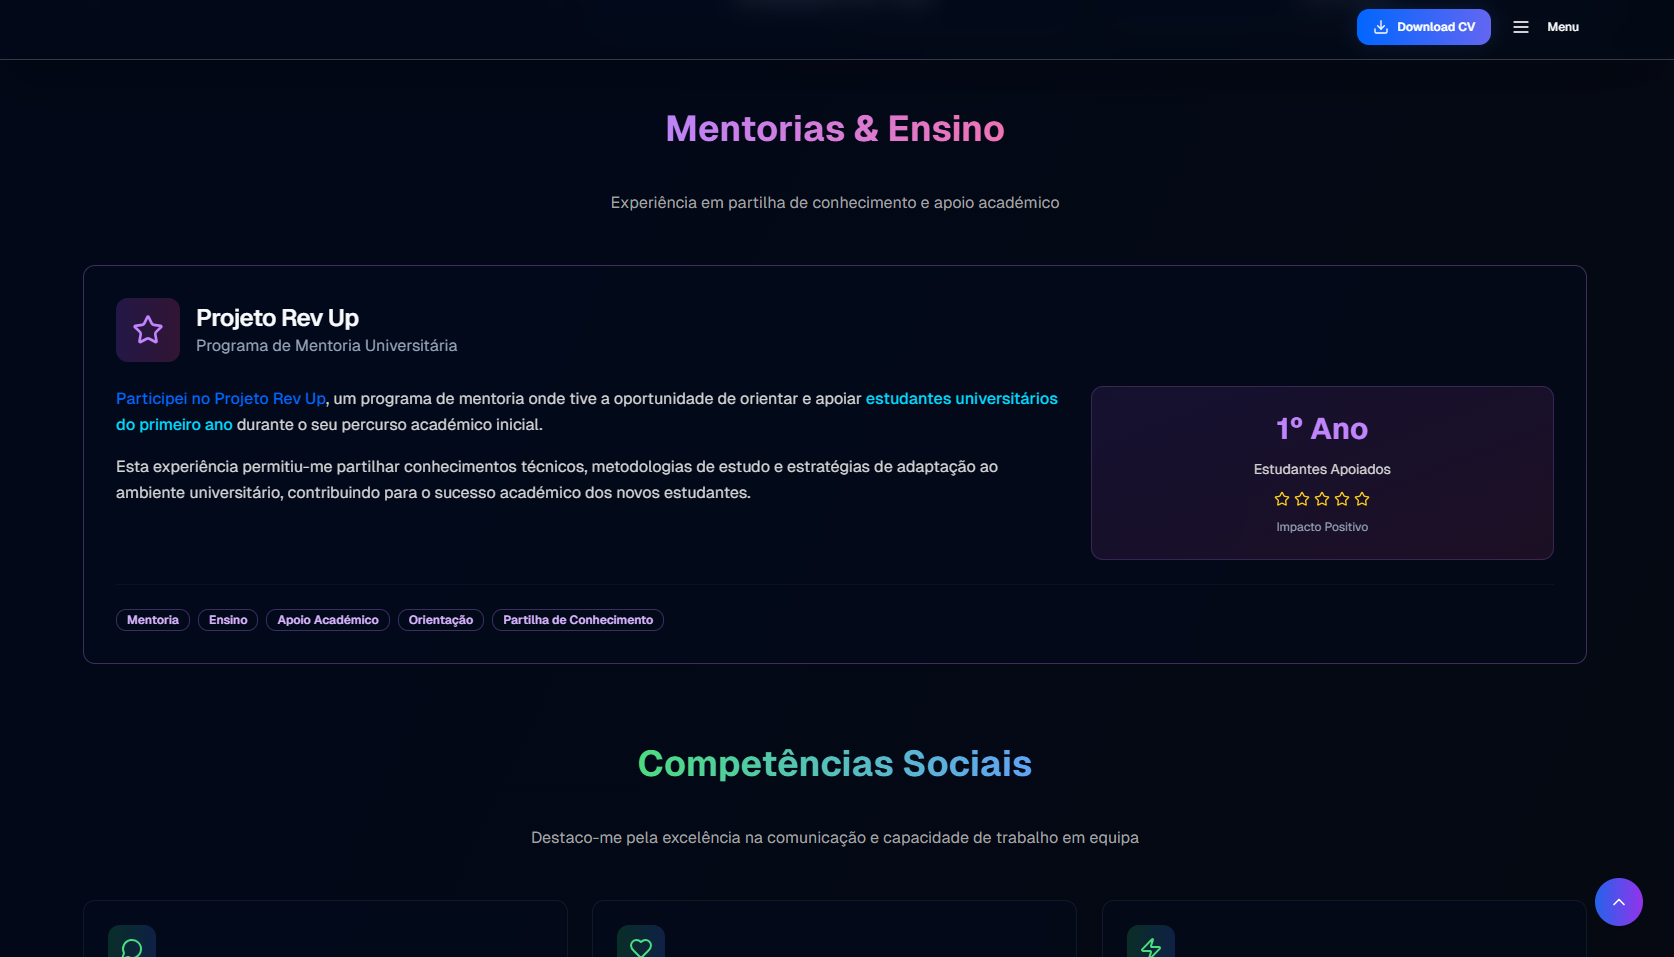 Download CV
Menu
Mentorias & Ensino
Experiência em partilha de conhecimento e apoio académico
Projeto Rev Up
Programa de Mentoria Universitária
Participei no Projeto Rev Up, um programa de mentoria onde tive a oportunidade de orientar e apoiar estudantes universitários
do primeiro ano durante o seu percurso académico inicial.
Esta experiência permitiu-me partilhar conhecimentos técnicos, metodologias de estudo e estratégias de adaptação ao
ambiente universitário, contribuindo para o sucesso académico dos novos estudantes.
1º Ano
Estudantes Apoiados
Impacto Positivo
Mentoria
Ensino
Apoio Académico
Orientação
Partilha de Conhecimento
Competências Sociais
Destaco-me pela excelência na comunicação e capacidade de trabalho em equipa